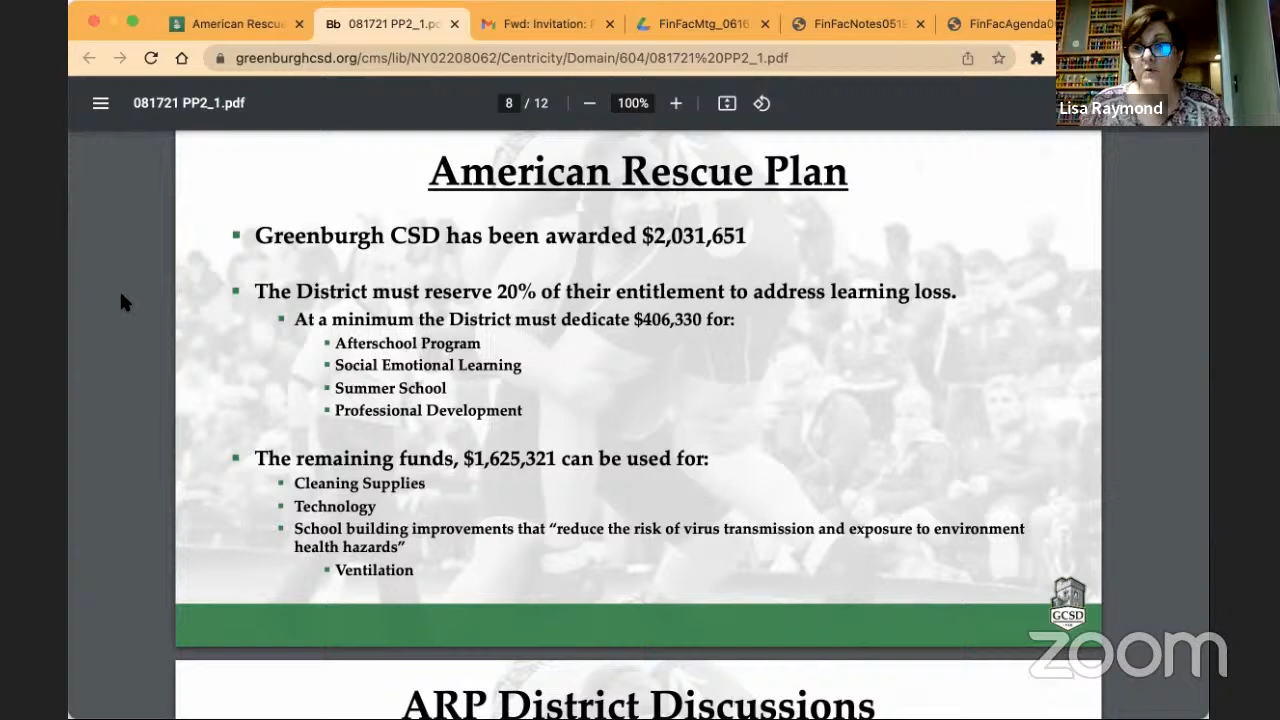 American Rescue
Bb 081721 PP2_1.pd
Fwd: Invitation: F
FinFacMtg_0616
FinFacNotes0518
FinFacAgenda0
greenburghcsd.org/cms/lib/NY02208062/Centricity/Domain/604/081721%20PP2_1.pdf
081721 PP2_1.pdf
8 / 12
100%
Lisa Raymond
American Rescue Plan
▪ Greenburgh CSD has been awarded $2,031,651
▪ The District must reserve 20% of their entitlement to address learning loss.
▪ At a minimum the District must dedicate $406,330 for:
▪ Afterschool Program
▪ Social Emotional Learning
▪ Summer School
▪ Professional Development
▪ The remaining funds, $1,625,321 can be used for:
▪ Cleaning Supplies
▪ Technology
▪ School building improvements that “reduce the risk of virus transmission and exposure to environment
health hazards”
▪ Ventilation
GCSD
zoom
ARP District Discussions